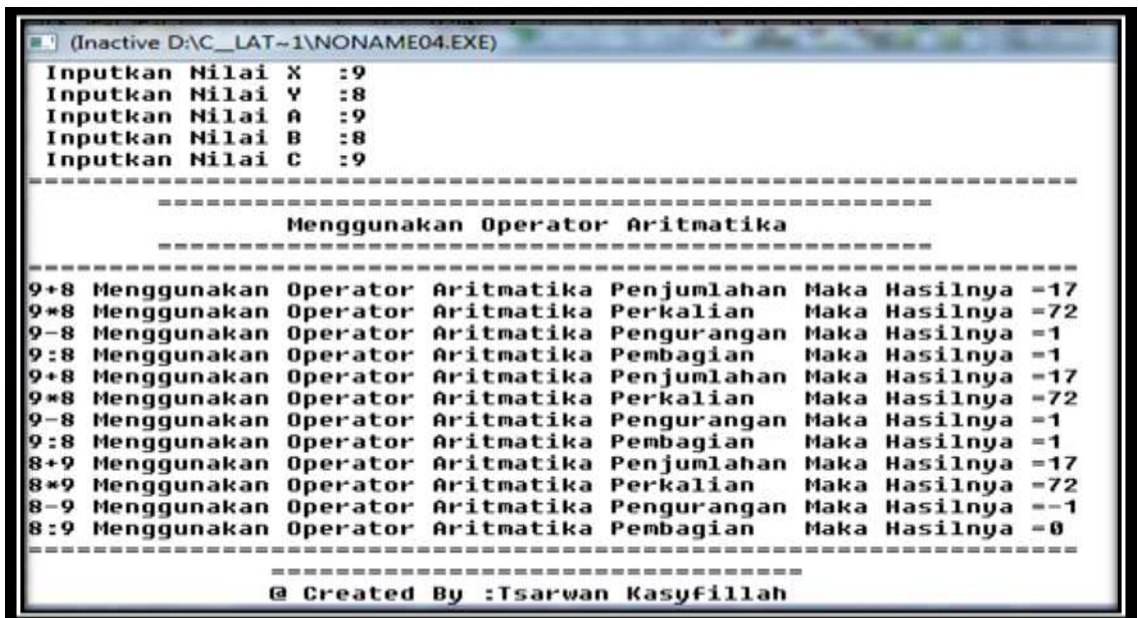 (Inactive D:\C__LAT~1\NONAME04.EXE)
Inputkan Nilai X :9
Inputkan Nilai Y :8
Inputkan Nilai A :9
Inputkan Nilai B :8
Inputkan Nilai C :9
=================================================================
================================================
Menggunakan Operator Aritmatika
================================================
=================================================================
9+8 Menggunakan Operator Aritmatika Penjumlahan Maka Hasilnya =17
9*8 Menggunakan Operator Aritmatika Perkalian Maka Hasilnya =72
9-8 Menggunakan Operator Aritmatika Pengurangan Maka Hasilnya =1
9:8 Menggunakan Operator Aritmatika Pembagian Maka Hasilnya =1
9+8 Menggunakan Operator Aritmatika Penjumlahan Maka Hasilnya =17
9*8 Menggunakan Operator Aritmatika Perkalian Maka Hasilnya =72
9-8 Menggunakan Operator Aritmatika Pengurangan Maka Hasilnya =1
9:8 Menggunakan Operator Aritmatika Pembagian Maka Hasilnya =1
8+9 Menggunakan Operator Aritmatika Penjumlahan Maka Hasilnya =17
8*9 Menggunakan Operator Aritmatika Perkalian Maka Hasilnya =72
8-9 Menggunakan Operator Aritmatika Pengurangan Maka Hasilnya =-1
8:9 Menggunakan Operator Aritmatika Pembagian Maka Hasilnya =0
=================================================================
=================================
@ Created By :Tsarwan Kasyfillah